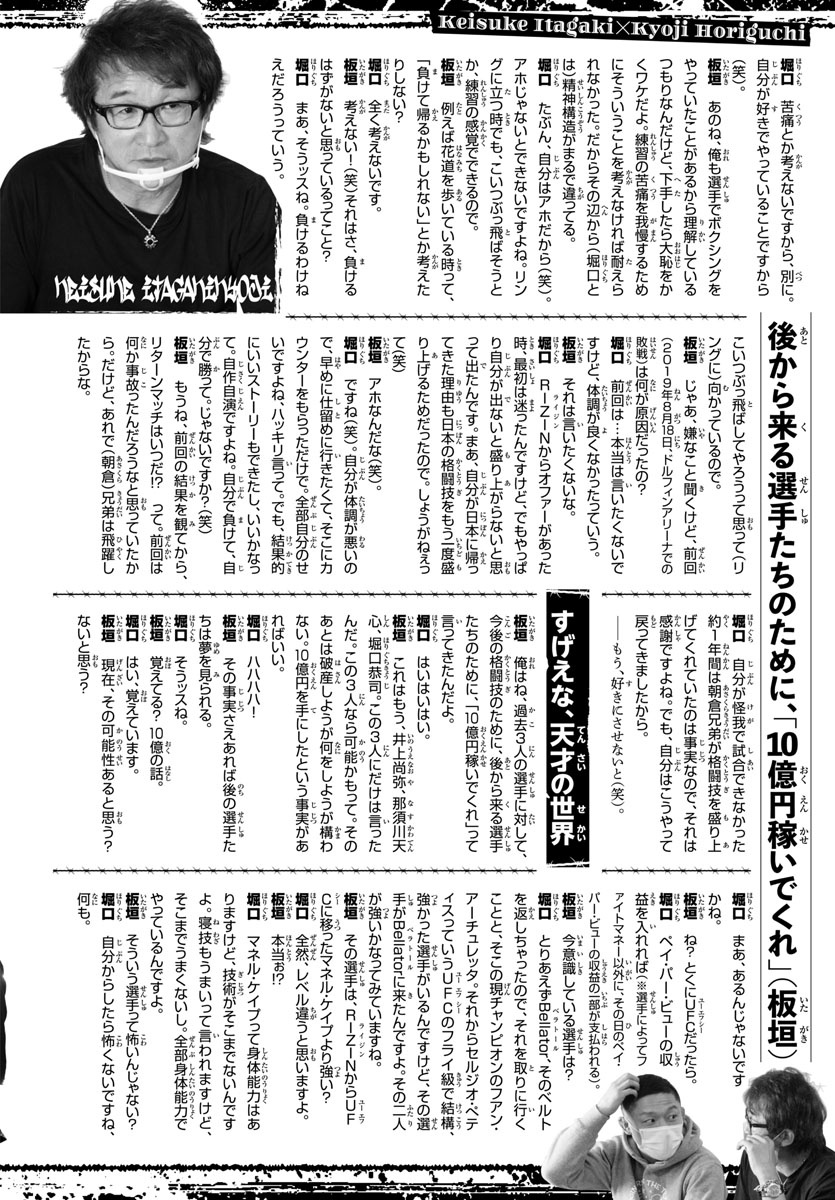 Keisuke Itagaki×Kyoji Horiguchi
後から来る選手たちのために、「10億円稼いでくれ」（板垣）
堀口　苦痛とか考えないですから、別に。
自分が好きでやっていることですから
（笑）。
板垣　あのね、俺も選手でボクシングを
やっていたことがあるから理解している
つもりなんだけど、下手したら大恥をか
くワケだよ。練習の苦痛を我慢するため
にそういうことを考えなければ耐えら
れなかった。だからその辺から（堀口と
は）精神構造がまるで違ってる。
堀口　たぶん、自分はアホだから（笑）。
アホじゃないとできないですよね。リン
グに立つ時でも、こいつぶっ飛ばそうと
か、練習の感覚でできるので。
板垣　例えば花道を歩いている時って、
「負けて帰るかもしれない」とか考えた
りしない？
堀口　全く考えないです。
板垣　考えない！（笑）それはさ、負ける
はずがないと思っているってこと？
堀口　まあ、そうッスね。負けるわけね
えだろうっていう。
KEISUKE ITAGAKI
こいつぶっ飛ばしてやろうって思って（リ
ングに）向かっているので。
板垣　じゃあ、嫌なこと聞くけど、前回
（2019年8月18日、ドルフィンアリーナでの
敗戦）は何が原因だったの？
堀口　前回は…本当は言いたくないで
すけど、体調が良くなかったっていう。
板垣　それは言いたくないな。
堀口　RIZINからオファーがあった
時、最初は迷ったんですけど、でもやっぱ
り自分が出ないと盛り上がらないと思
って出たんです。まあ、自分が日本に帰っ
てきた理由も日本の格闘技をもう一度盛
り上げるためだったので。しょうがねえっ
て（笑）
板垣　アホなんだな（笑）。
堀口　ですね（笑）。自分が体調が悪いの
で、早めに仕留めに行きたくて、そこにカ
ウンターをもらっただけで。全部自分のせ
いですよね、ハッキリ言って。でも、結果的
にいいストーリーもできたし、いいかなっ
て。自作自演ですよね。自分で負けて、自
分で勝って。じゃないですか？（笑）
板垣　もうね、前回の結果を観てから、
リターンマッチはいつだ!?　って。前回は
何か事故ったんだろうなと思っていたか
ら。だけど、あれで（朝倉）兄弟は飛躍し
たからな。
堀口　自分が怪我で試合できなかった
約1年間は朝倉兄弟が格闘技を盛り上
げてくれていたのは事実なので、それは
感謝ですよね。でも、自分はこうやって
戻ってきましたから。
――もう、好きにさせないと（笑）。
すげえな、天才の世界
板垣　俺はね、過去3人の選手に対して、
今後の格闘技のために、後から来る選手
たちのために、「10億円稼いでくれ」って
言ってきたんだよ。
堀口　はいはいはい。
板垣　これはもう、井上尚弥、那須川天
心、堀口恭司。この3人にだけは言った
んだ。この3人なら可能かもって。その
あとは破産しようが何をしようが構わ
ない。10億円を手にしたという事実があ
ればいい。
堀口　ハハハハ！
板垣　その事実さえあれば後の選手た
ちは夢を見られる。
堀口　そうッスね。
板垣　覚えてる？　10億の話。
堀口　はい、覚えています。
板垣　現在、その可能性あると思う？
ないと思う？
堀口　まあ、あるんじゃないです
かね。
板垣　ね？　とくにUFCだったら。
堀口　ペイ・パー・ビューの収
益を入れれば（※選手によってフ
ァイトマネー以外に、その日のペイ・
パー・ビューの収益の一部が支払われる）。
板垣　今意識している選手は？
堀口　とりあえずBellator、そのベルト
を返しちゃったので、それを取りに行く
ことと、そこの現チャンピオンのフアン・
アーチュレッタ。それからセルジオ・ペテ
ィスっていうUFCのフライ級で結構、
強かった選手がいるんですけど、その選
手がBellatorに来たんですよ。その二人
が強いかなってみていますね。
板垣　その選手は、RIZINからUF
Cに移ったマネル・ケイプより強い？
堀口　全然、レベル違うと思いますよ。
板垣　本当ぉ!?
堀口　マネル・ケイプって身体能力はあ
りますけど、技術がそこまでないんです
よ。寝技もうまいって言われますけど、
そこまでうまくないし。全部身体能力で
やっているんですよ。
板垣　そういう選手って怖いんじゃない？
堀口　自分からしたら怖くないですね、
何も。